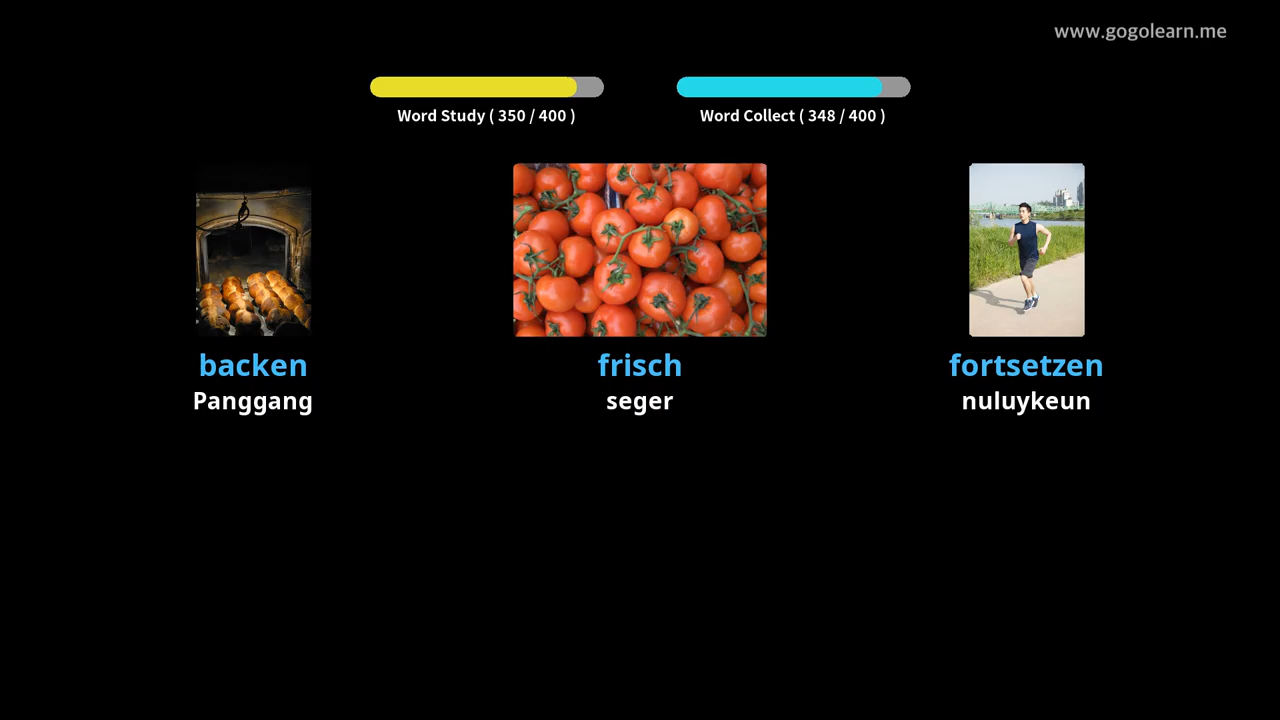 www.gogolearn.me
Word Study ( 350 / 400 )
Word Collect ( 348 / 400 )
backen
Panggang
frisch
seger
fortsetzen
nuluykeun